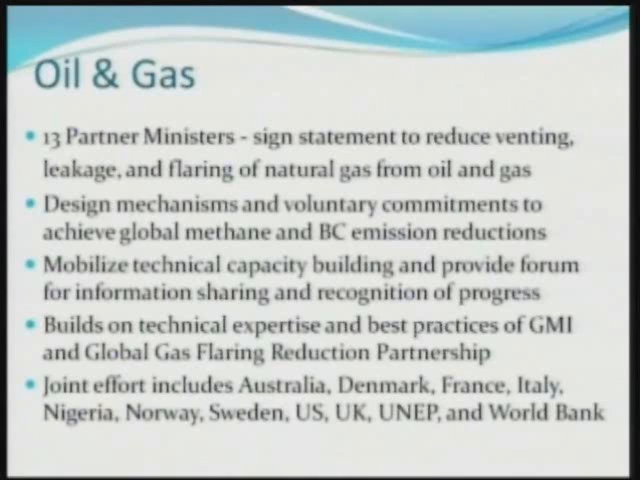 Oil & Gas
13 Partner Ministers - sign statement to reduce venting,
leakage, and flaring of natural gas from oil and gas
Design mechanisms and voluntary commitments to
achieve global methane and BC emission reductions
Mobilize technical capacity building and provide forum
for information sharing and recognition of progress
Builds on technical expertise and best practices of GMI
and Global Gas Flaring Reduction Partnership
Joint effort includes Australia, Denmark, France, Italy,
Nigeria, Norway, Sweden, US, UK, UNEP, and World Bank